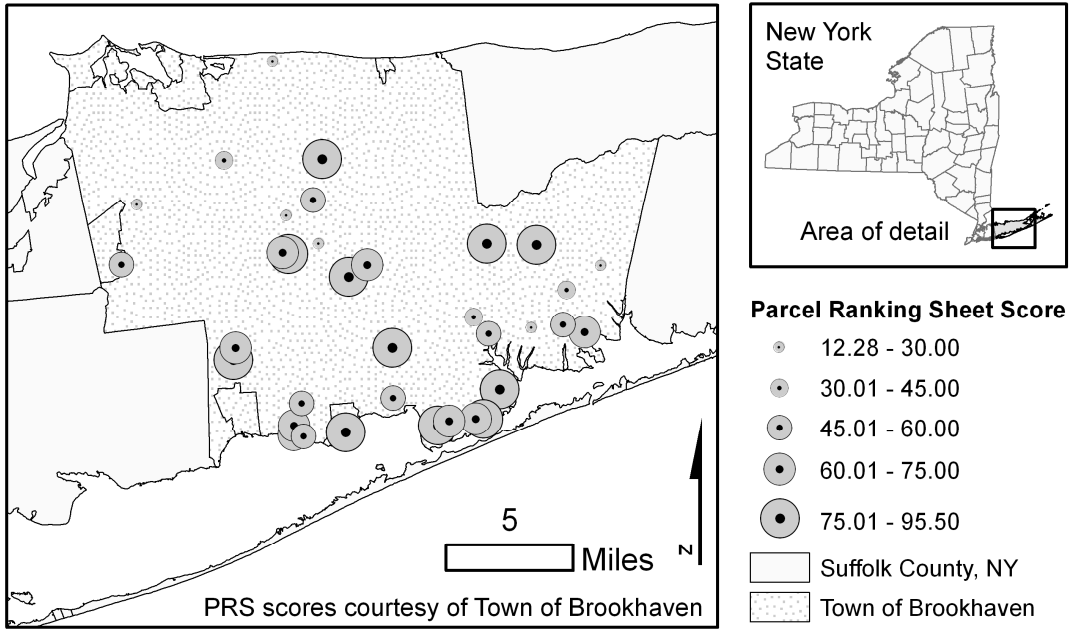 5
Miles
N
PRS scores courtesy of Town of Brookhaven
New York
State
Area of detail
Parcel Ranking Sheet Score
12.28 - 30.00
30.01 - 45.00
45.01 - 60.00
60.01 - 75.00
75.01 - 95.50
Suffolk County, NY
Town of Brookhaven